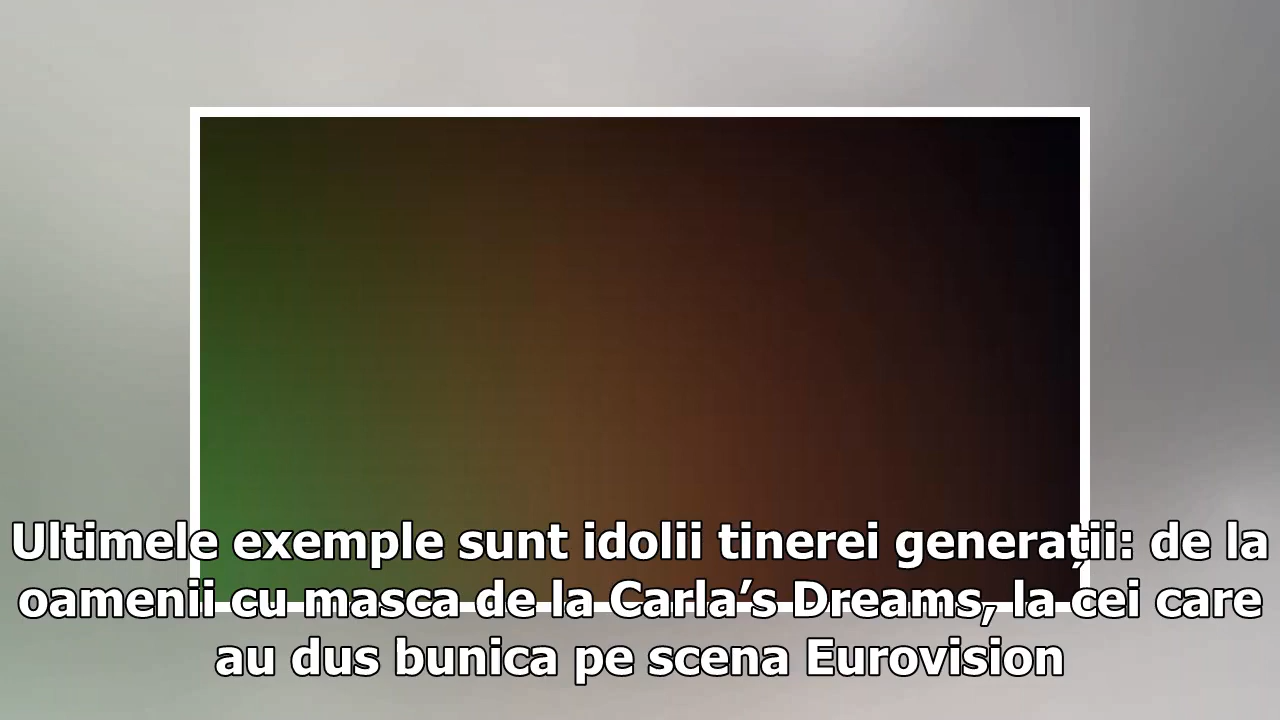 Ultimele exemple sunt idolii tinerei generații: de la
oamenii cu masca de la Carla’s Dreams, la cei care
au dus bunica pe scena Eurovision